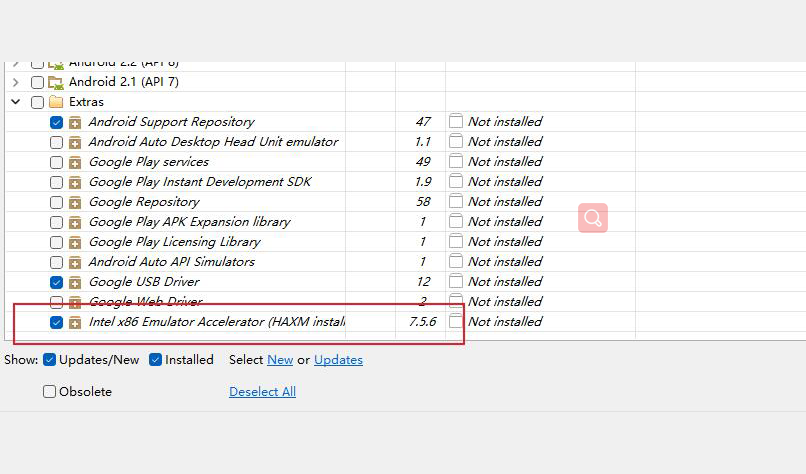 Android 2.2 (API 8)
Android 2.1 (API 7)
Extras
Android Support Repository 47 Not installed
Android Auto Desktop Head Unit emulator 1.1 Not installed
Google Play services 49 Not installed
Google Play Instant Development SDK 1.9 Not installed
Google Repository 58 Not installed
Google Play APK Expansion library 1 Not installed
Google Play Licensing Library 1 Not installed
Android Auto API Simulators 1 Not installed
Google USB Driver 12 Not installed
Google Web Driver 2 Not installed
Intel x86 Emulator Accelerator (HAXM install 7.5.6 Not installed
Show: Updates/New Installed Select New or Updates
Obsolete Deselect All